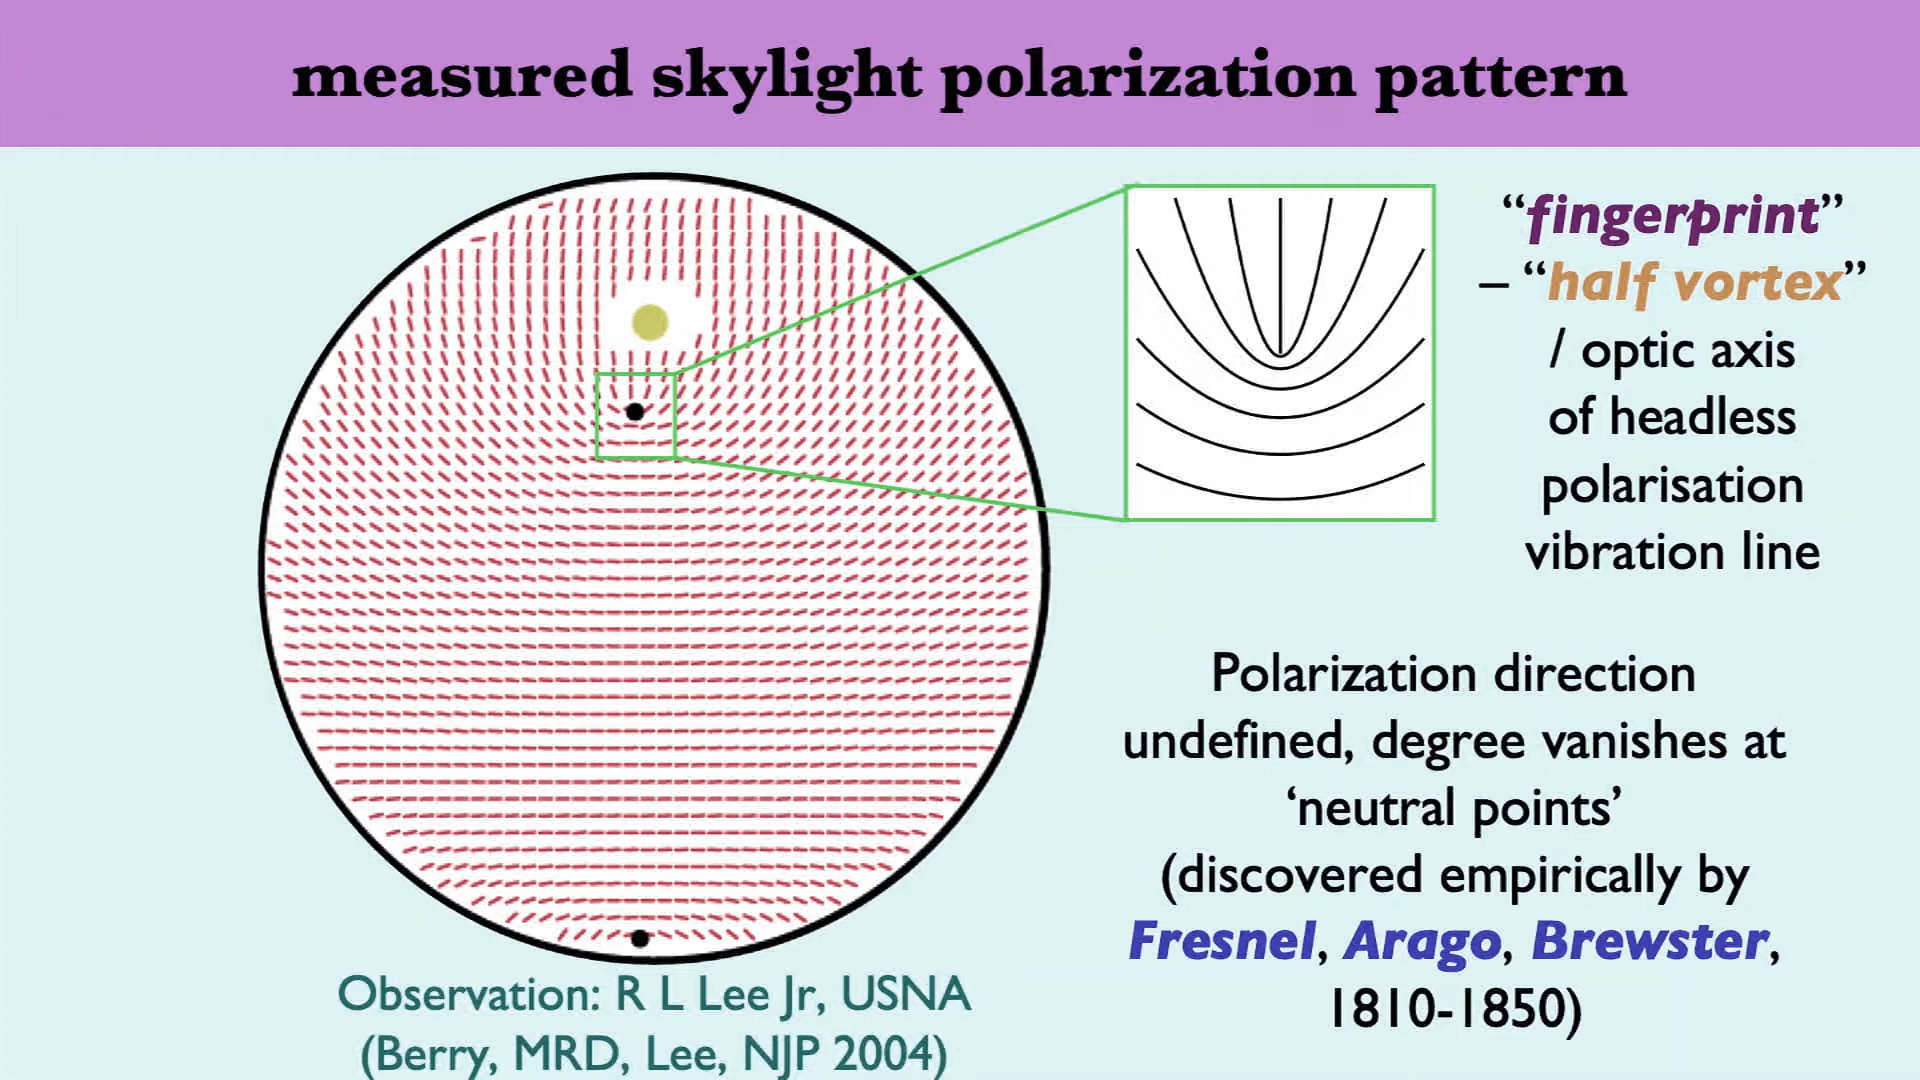 measured skylight polarization pattern
“fingerprint”
– “half vortex”
/ optic axis
of headless
polarisation
vibration line
Polarization direction
undefined, degree vanishes at
‘neutral points’
(discovered empirically by
Fresnel, Arago, Brewster,
1810-1850)
Observation: R L Lee Jr, USNA
(Berry, MRD, Lee, NJP 2004)